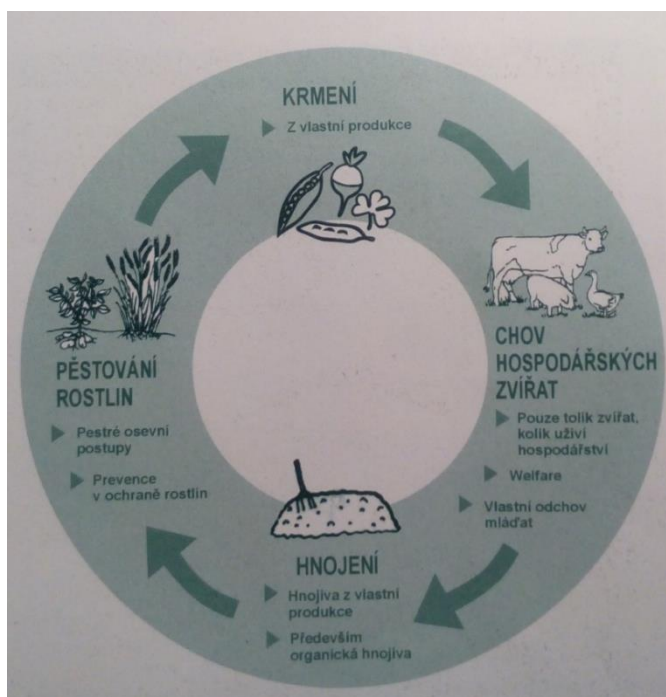 KRMENÍ
Z vlastní produkce
CHOV
HOSPODÁŘSKÝCH
ZVÍŘAT
Pouze tolik zvířat,
kolik uživí
hospodářství
Welfare
Vlastní odchov
mláďat
HNOJENÍ
Hnojiva z vlastní
produkce
Především
organická hnojiva
PĚSTOVÁNÍ
ROSTLIN
Pestré osevní
postupy
Prevence
v ochraně rostlin